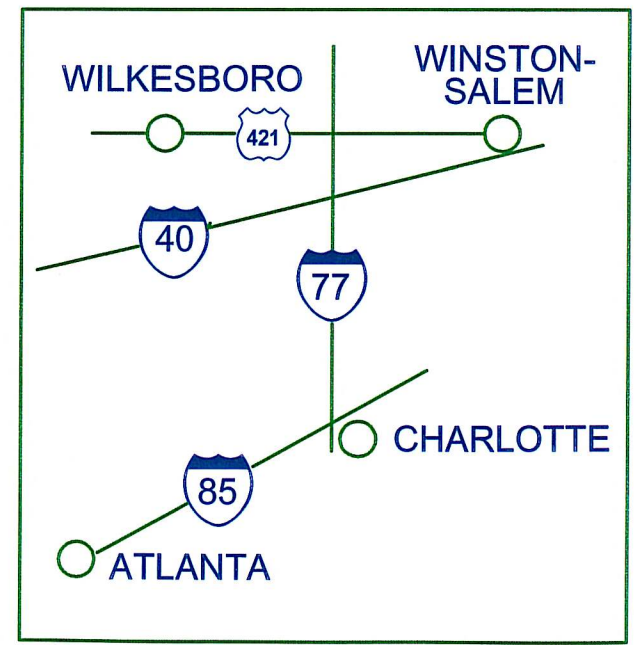 WINSTON-
SALEM
WILKESBORO
421
40
77
CHARLOTTE
85
ATLANTA